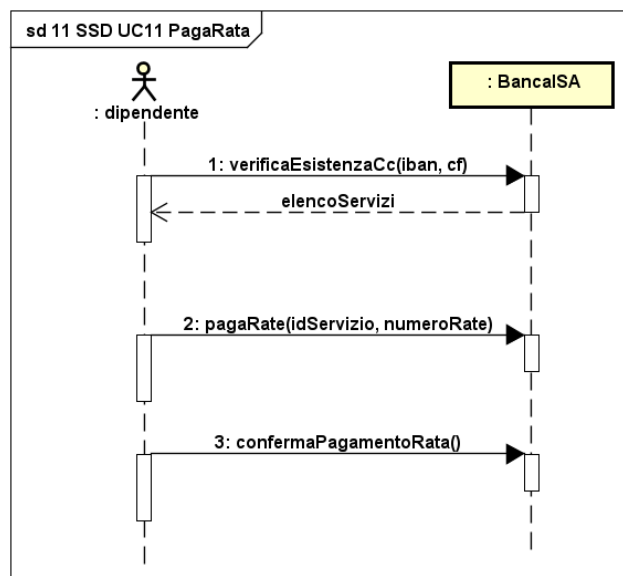 sd 11 SSD UC11 PagaRata
: dipendente
: BancaISA
1: verificaEsistenzaCc(iban, cf)
elencoServizi
2: pagaRate(idServizio, numeroRate)
3: confermaPagamentoRata()